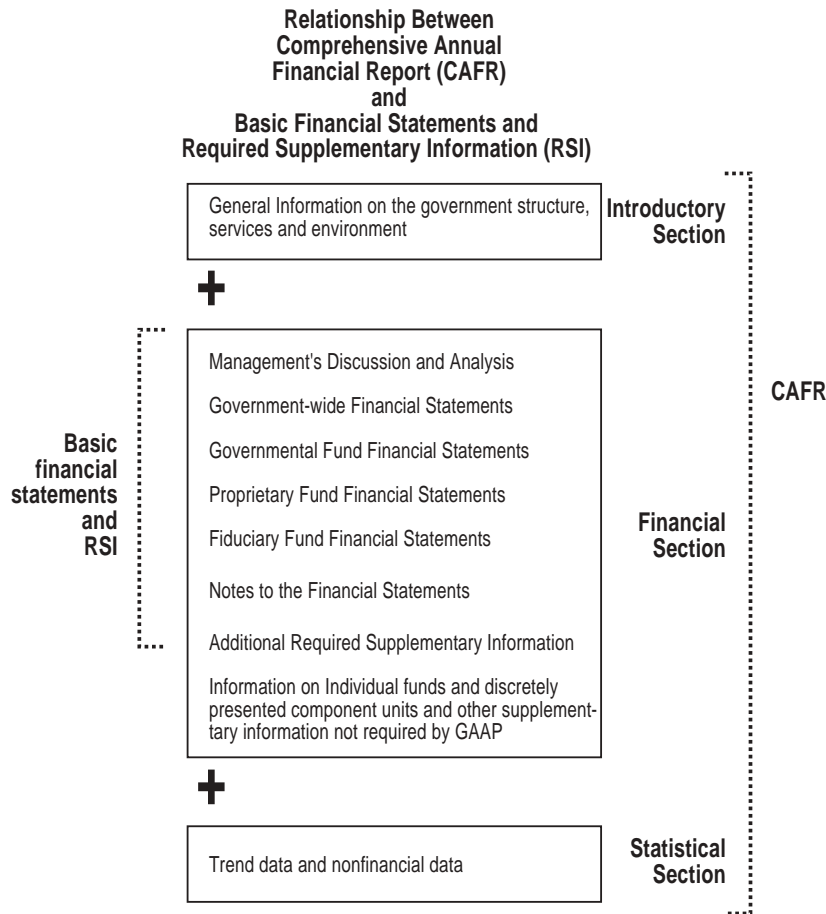 Relationship Between
Comprehensive Annual
Financial Report (CAFR)
and
Basic Financial Statements and
Required Supplementary Information (RSI)
General Information on the government structure,
services and environment
Introductory
Section
+
Basic
financial
statements
and
RSI
Management's Discussion and Analysis
Government-wide Financial Statements
Governmental Fund Financial Statements
Proprietary Fund Financial Statements
Fiduciary Fund Financial Statements
Notes to the Financial Statements
Additional Required Supplementary Information
Information on Individual funds and discretely
presented component units and other supplemen-
tary information not required by GAAP
Financial
Section
CAFR
+
Trend data and nonfinancial data
Statistical
Section